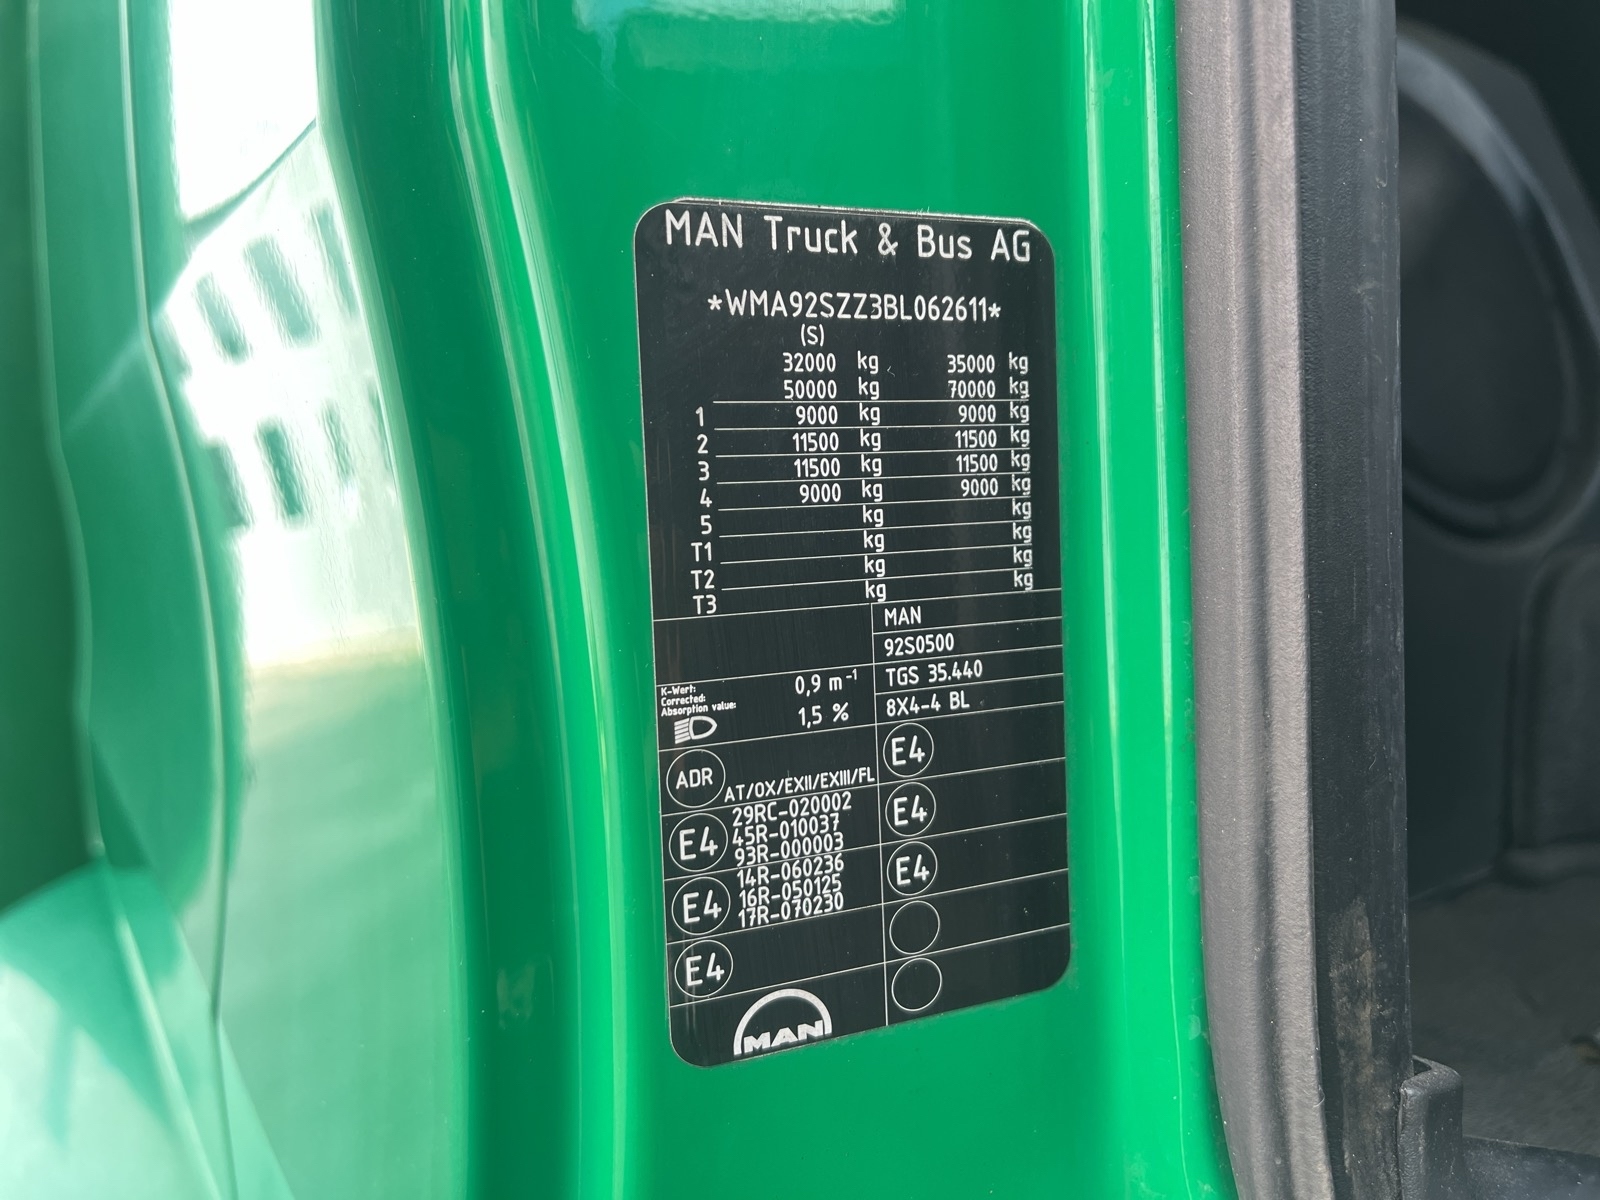 MAN Truck & Bus AG
*WMA92SZZ3BL062611*
(S)
32000 kg 35000 kg
50000 kg 70000 kg
1 9000 kg 9000 kg
2 11500 kg 11500 kg
3 11500 kg 11500 kg
4 9000 kg 9000 kg
5 kg kg
T1 kg kg
T2 kg kg
T3 kg kg
MAN
92S0500
TGS 35.440
8X4-4 BL
K-Wert:
Corrected:
Absorption value:
0,9 m⁻¹
1,5 %
ADR AT/OX/EXII/EXIII/FL
E4
29RC-020002
45R-010037
93R-000003
E4
14R-060236
16R-050125
17R-070230
E4
E4
E4
E4
MAN